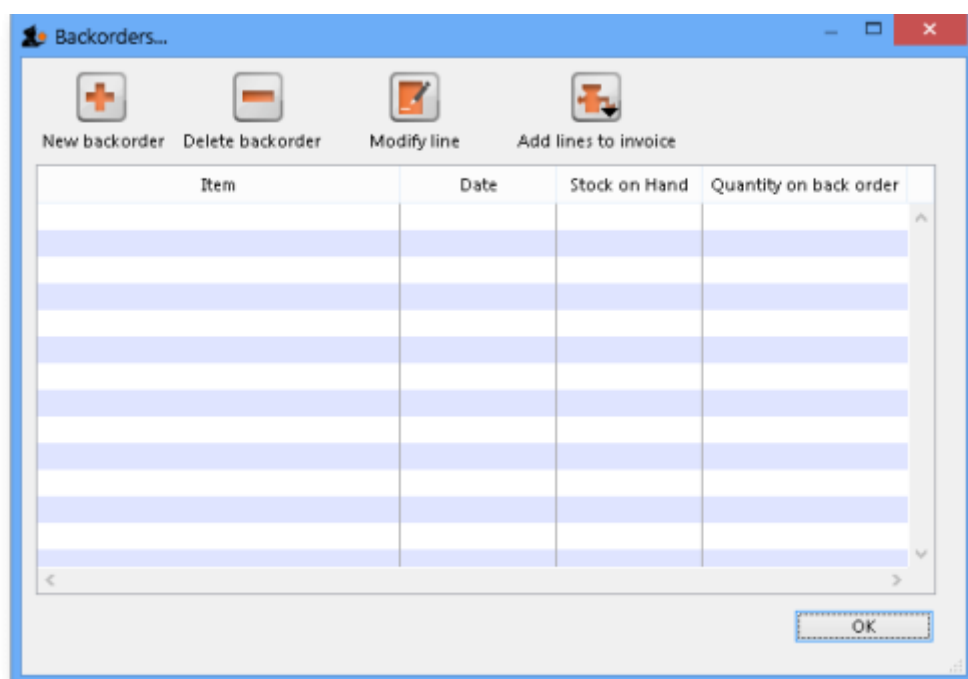 Backorders...
New backorder Delete backorder Modify line Add lines to invoice
Item Date Stock on Hand Quantity on back order
OK